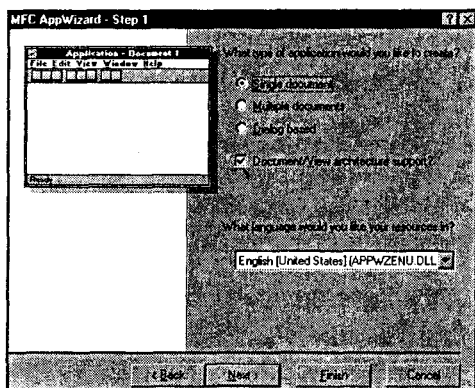 MFC AppWizard - Step 1
Application - Document 1
File Edit View Window Help
Ready
What type of application would you like to create?
Single document
Multiple documents
Dialog based
Document/View architecture support?
What language would you like your resources in?
English [United States] (APPWZENU.DLL
< Back
Next >
Finish
Cancel